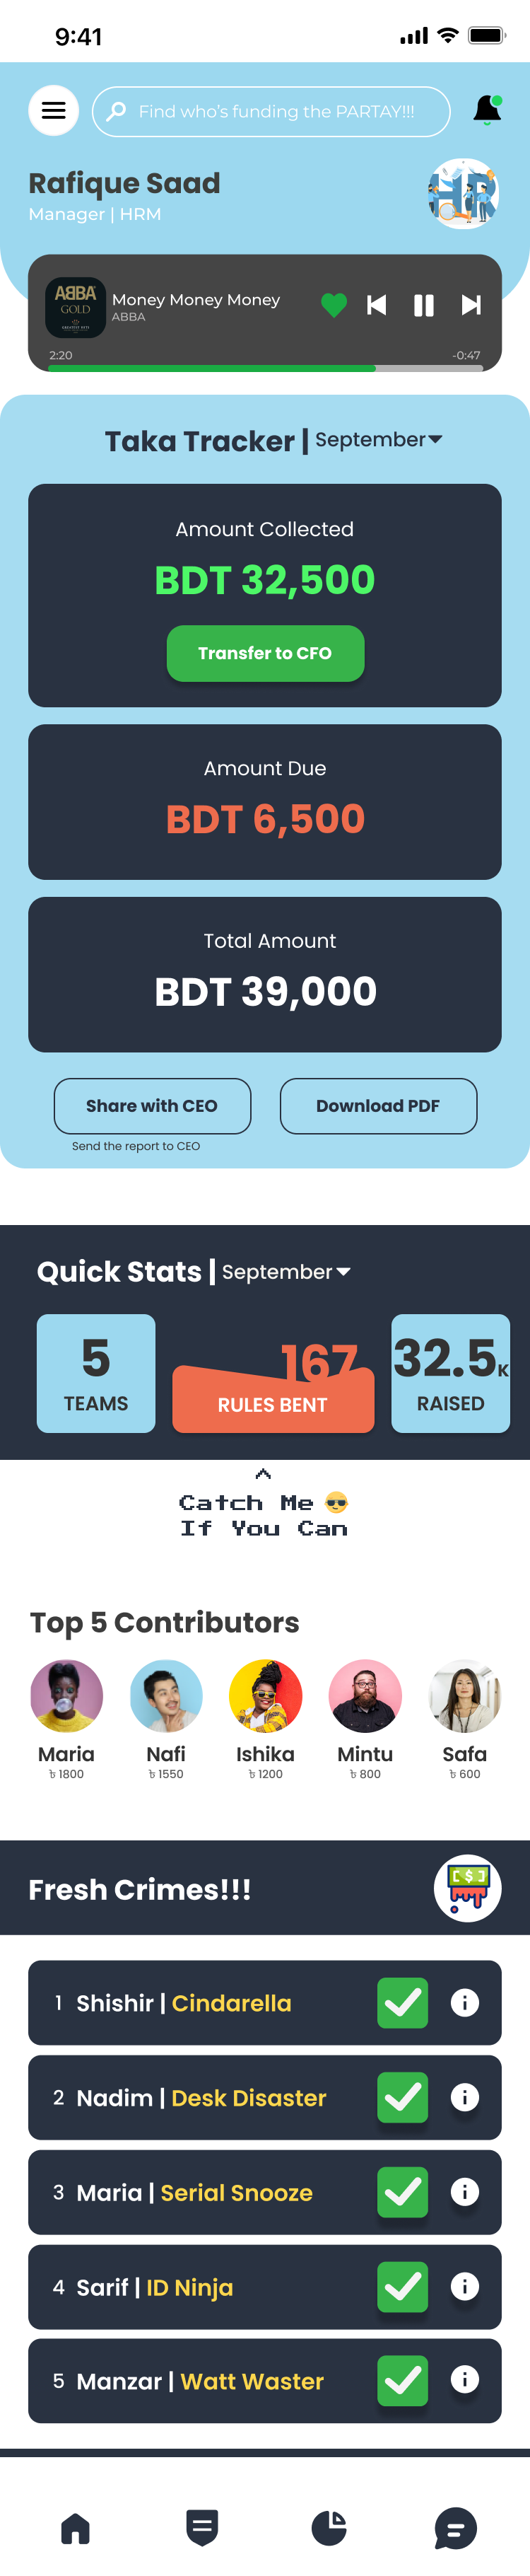 9:41
Find who's funding the PARTAY!!!
Rafique Saad
HR
Manager | HRM
ABBA
GOLD
GREATEST HITS
Money Money Money
ABBA
2:20
-0:47
Taka Tracker | September
Amount Collected
BDT 32,500
Transfer to CFO
Amount Due
BDT 6,500
Total Amount
BDT 39,000
Share with CEO
Download PDF
Send the report to CEO
Quick Stats | September
5
TEAMS
167
RULES BENT
32.5K
RAISED
^
Catch Me 😎
If You Can
Top 5 Contributors
Maria
Nafi
Ishika
Mintu
Safa
৳ 1800
৳ 1550
৳ 1200
৳ 800
৳ 600
Fresh Crimes!!!
[$]
1 Shishir | Cindarella
2 Nadim | Desk Disaster
3 Maria | Serial Snooze
4 Sarif | ID Ninja
5 Manzar | Watt Waster